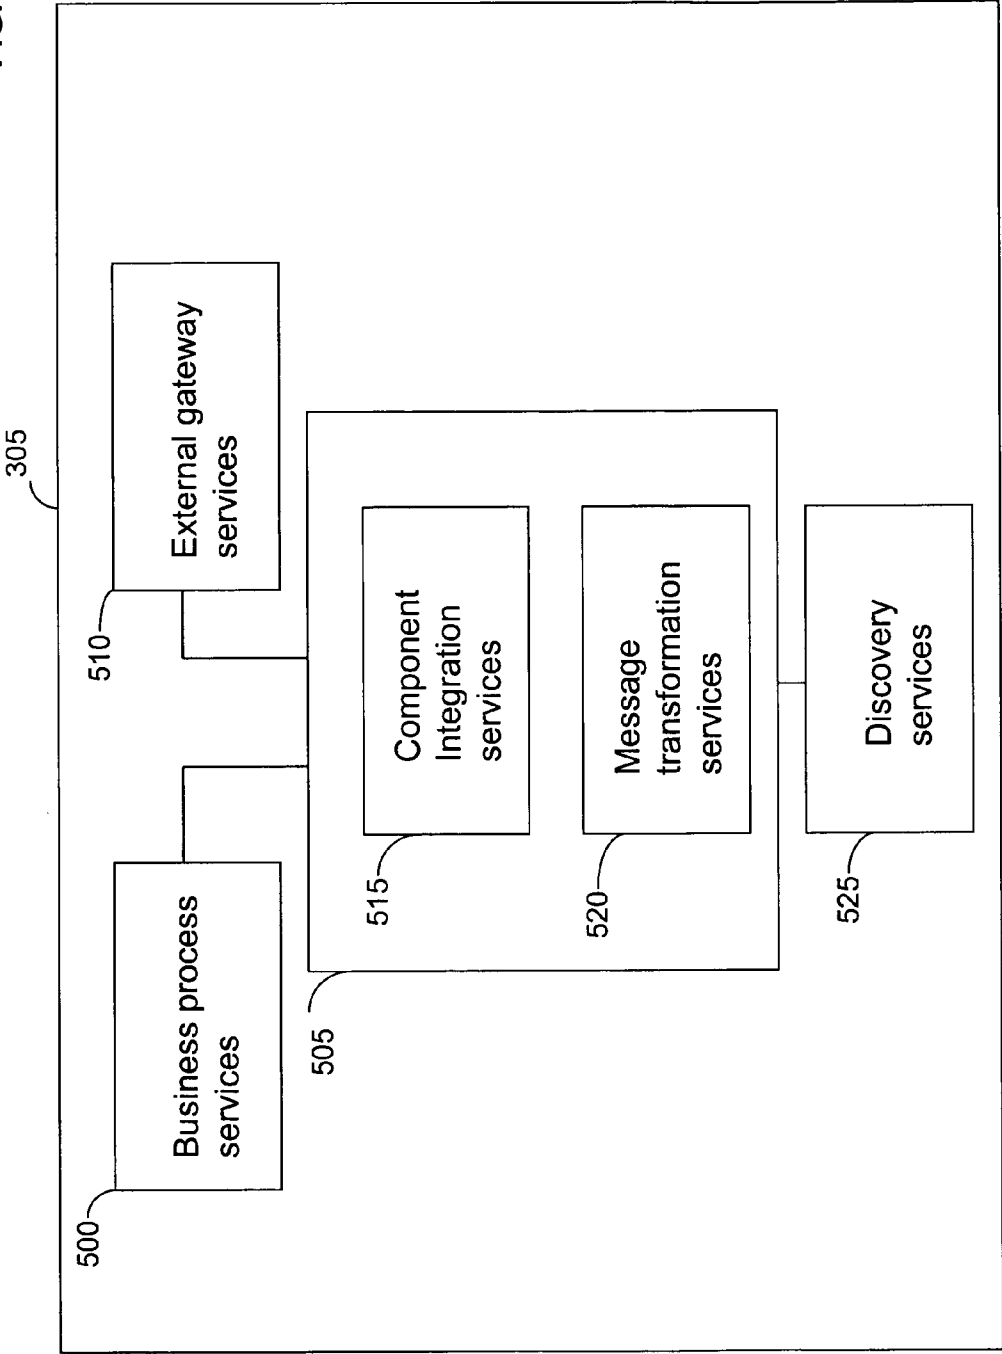 305
500
Business process
services
510
External gateway
services
505
515
Component
Integration
services
520
Message
transformation
services
525
Discovery
services